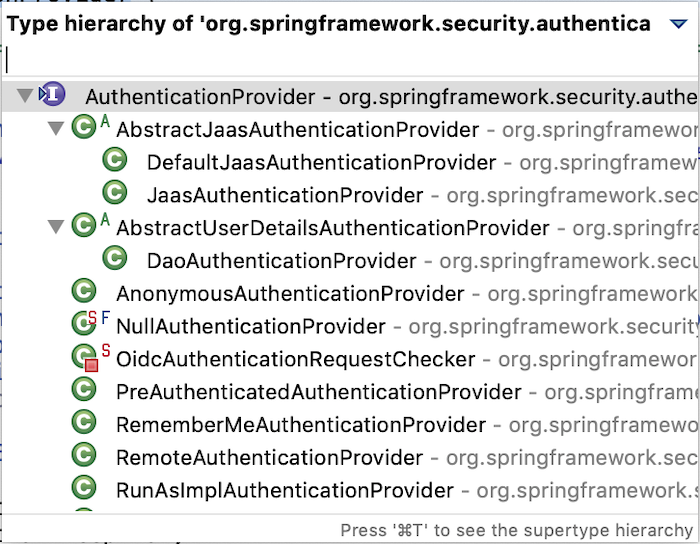 Type hierarchy of 'org.springframework.security.authentica
AuthenticationProvider - org.springframework.security.authe
AbstractJaasAuthenticationProvider - org.springframewor
DefaultJaasAuthenticationProvider - org.springframew
JaasAuthenticationProvider - org.springframework.sec
AbstractUserDetailsAuthenticationProvider - org.springfra
DaoAuthenticationProvider - org.springframework.secu
AnonymousAuthenticationProvider - org.springframework
NullAuthenticationProvider - org.springframework.security
OidcAuthenticationRequestChecker - org.springframewor
PreAuthenticatedAuthenticationProvider - org.springframe
RememberMeAuthenticationProvider - org.springframewo
RemoteAuthenticationProvider - org.springframework.sec
RunAsImplAuthenticationProvider - org.springframework.s
Press '⌘T' to see the supertype hierarchy